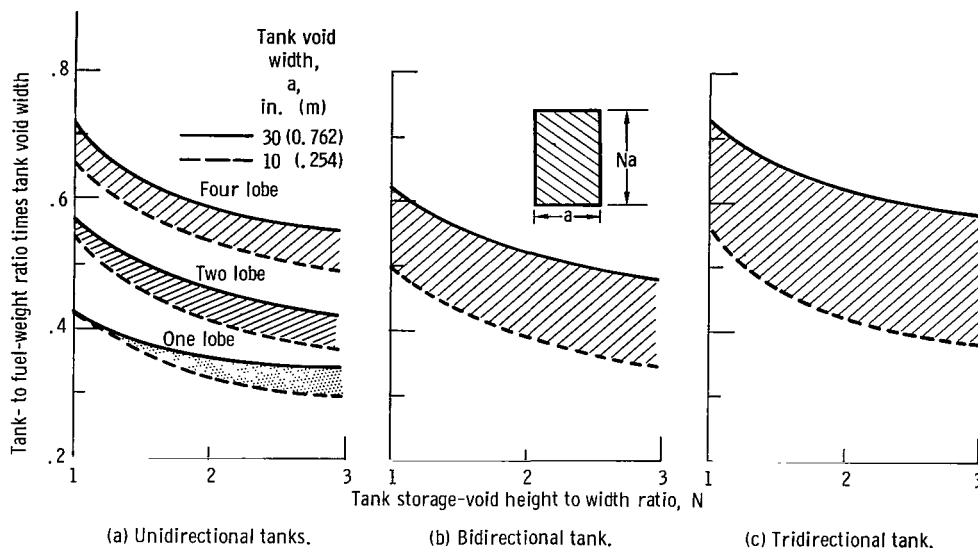 Tank- to fuel-weight ratio times tank void width
.8
.6
.4
.2
Tank void
width,
a,
in. (m)
30 (0.762)
10 (.254)
Four lobe
Two lobe
One lobe
Na
a
1 2 3
1 2 3
1 2 3
Tank storage-void height to width ratio, N
(a) Unidirectional tanks.
(b) Bidirectional tank.
(c) Tridirectional tank.